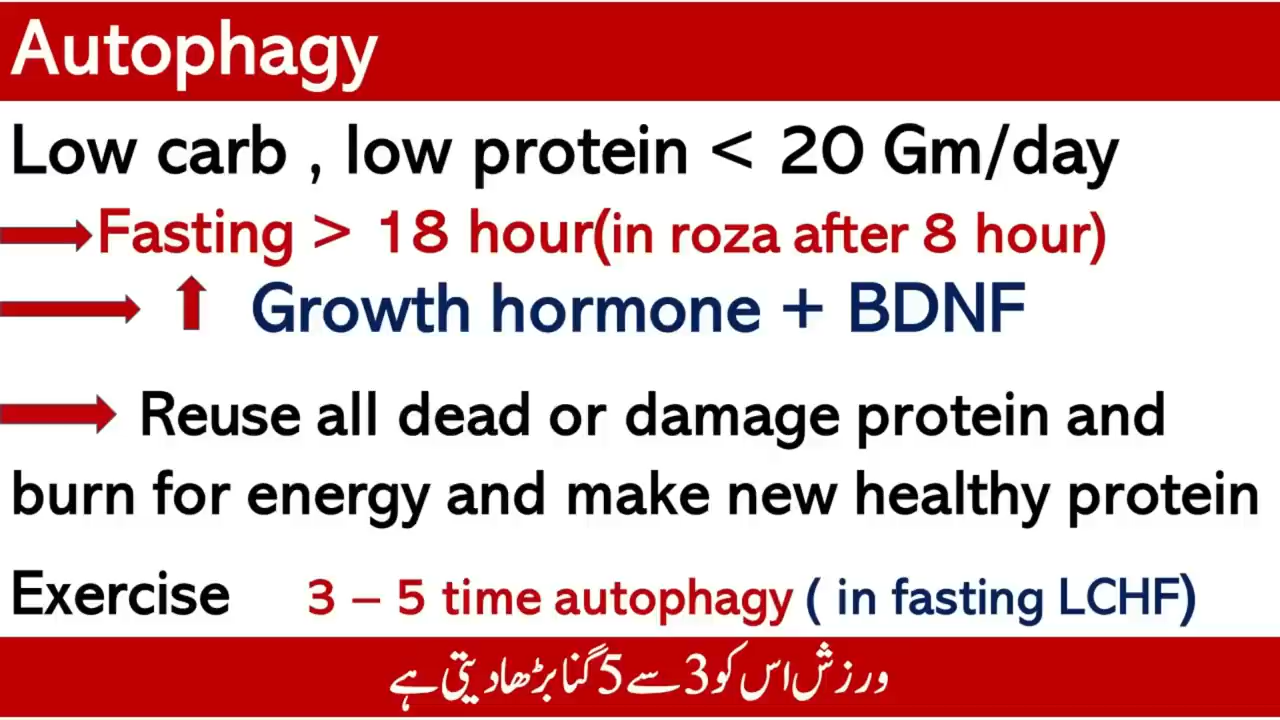 Autophagy
Low carb , low protein < 20 Gm/day
Fasting > 18 hour(in roza after 8 hour)
Growth hormone + BDNF
Reuse all dead or damage protein and
burn for energy and make new healthy protein
Exercise 3 – 5 time autophagy ( in fasting LCHF)
ورزش اس کو 3 سے 5 گنا بڑھا دیتی ہے